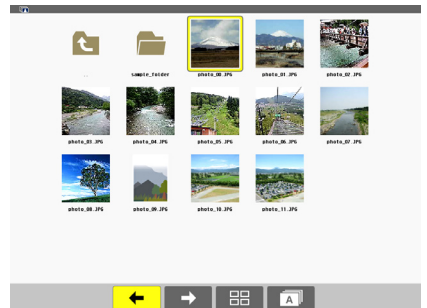 ..
sample_folder
photo_00.JPG
photo_01.JPG
photo_02.JPG
photo_03.JPG
photo_04.JPG
photo_05.JPG
photo_06.JPG
photo_07.JPG
photo_08.JPG
photo_09.JPG
photo_10.JPG
photo_11.JPG
A